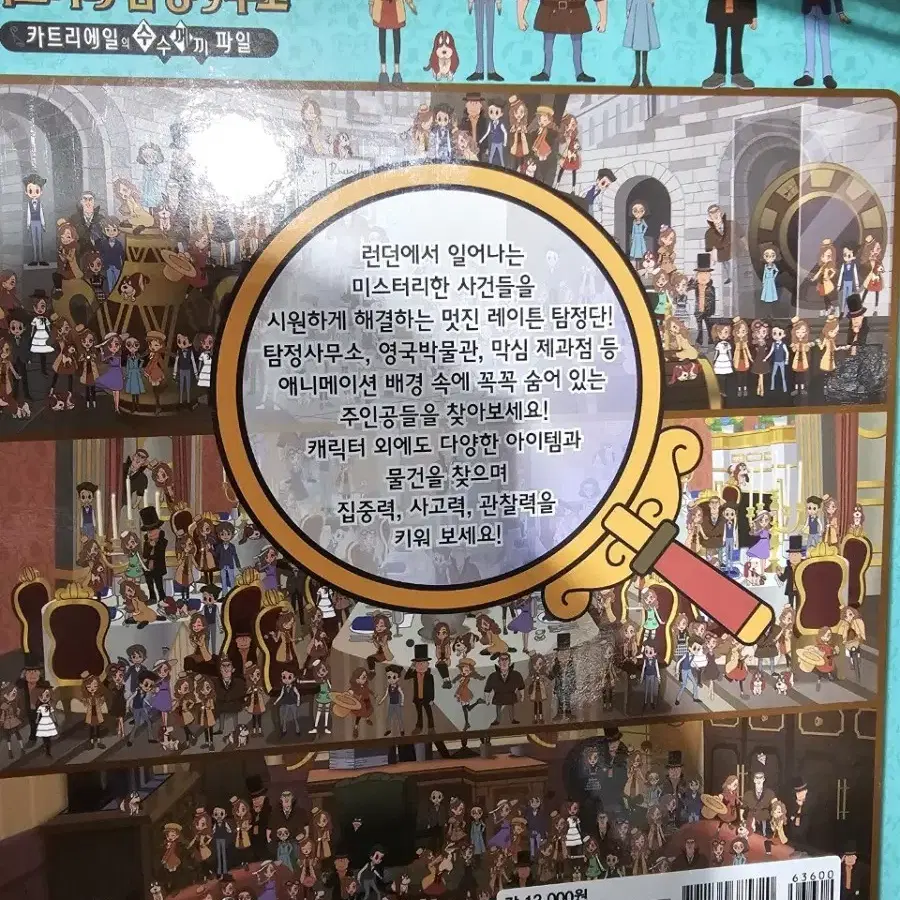 카트리에일의 수수께끼 파일
런던에서 일어나는
미스터리한 사건들을
시원하게 해결하는 멋진 레이튼 탐정단!
탐정사무소, 영국박물관, 막심 제과점 등
애니메이션 배경 속에 꼭꼭 숨어 있는
주인공들을 찾아보세요!
캐릭터 외에도 다양한 아이템과
물건을 찾으며
집중력, 사고력, 관찰력을
키워 보세요!
63600
값 12,000원